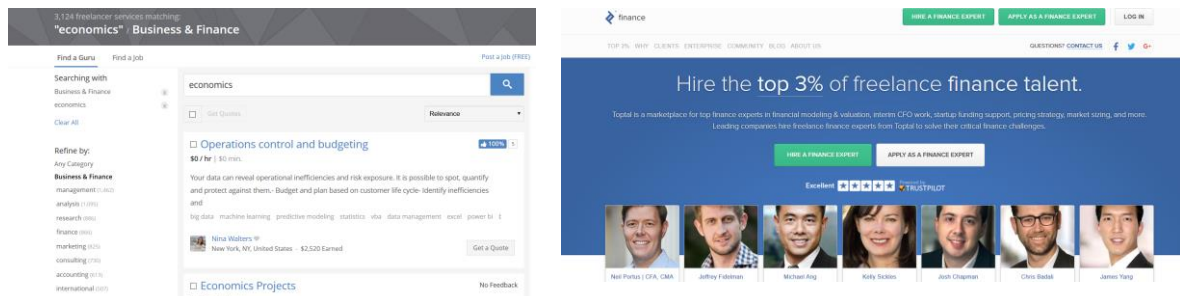 3,124 freelancer services matching:
"economics" / Business & Finance
Find a Guru Find a Job
Post a Job (FREE)
Searching with
Business & Finance
economics
Clear All
Refine by:
Any Category
Business & Finance
management
analysis
research
finance
marketing
consulting
accounting
international
economics
Get Quotes
Relevance
Operations control and budgeting
100% 5
$0 / hr | $0 min.
Your data can reveal operational inefficiencies and risk exposure. It is possible to spot, quantify
and protect against them.- Budget and plan based on customer life cycle- Identify inefficiencies
and
big data machine learning predictive modeling statistics vba data management excel power bi
Nina Walters
New York, NY, United States - $2,520 Earned
Get a Quote
Economics Projects
No Feedback
finance
HIRE A FINANCE EXPERT
APPLY AS A FINANCE EXPERT
LOG IN
TOP 3% WHY CLIENTS ENTERPRISE COMMUNITY BLOG ABOUT US
QUESTIONS? CONTACT US
Hire the top 3% of freelance finance talent.
Toptal is a marketplace for top finance experts in financial modeling & valuation, interim CFO work, startup funding support, pricing strategy, market sizing, and more.
Leading companies hire freelance finance experts from Toptal to solve their critical finance challenges.
HIRE A FINANCE EXPERT
APPLY AS A FINANCE EXPERT
Excellent
Powered by
TRUSTPILOT
Neil Portus | CFA, CMA
Jeffrey Fidelman
Michael Ang
Kelly Sickles
Josh Chapman
Chris Badak
James Yang